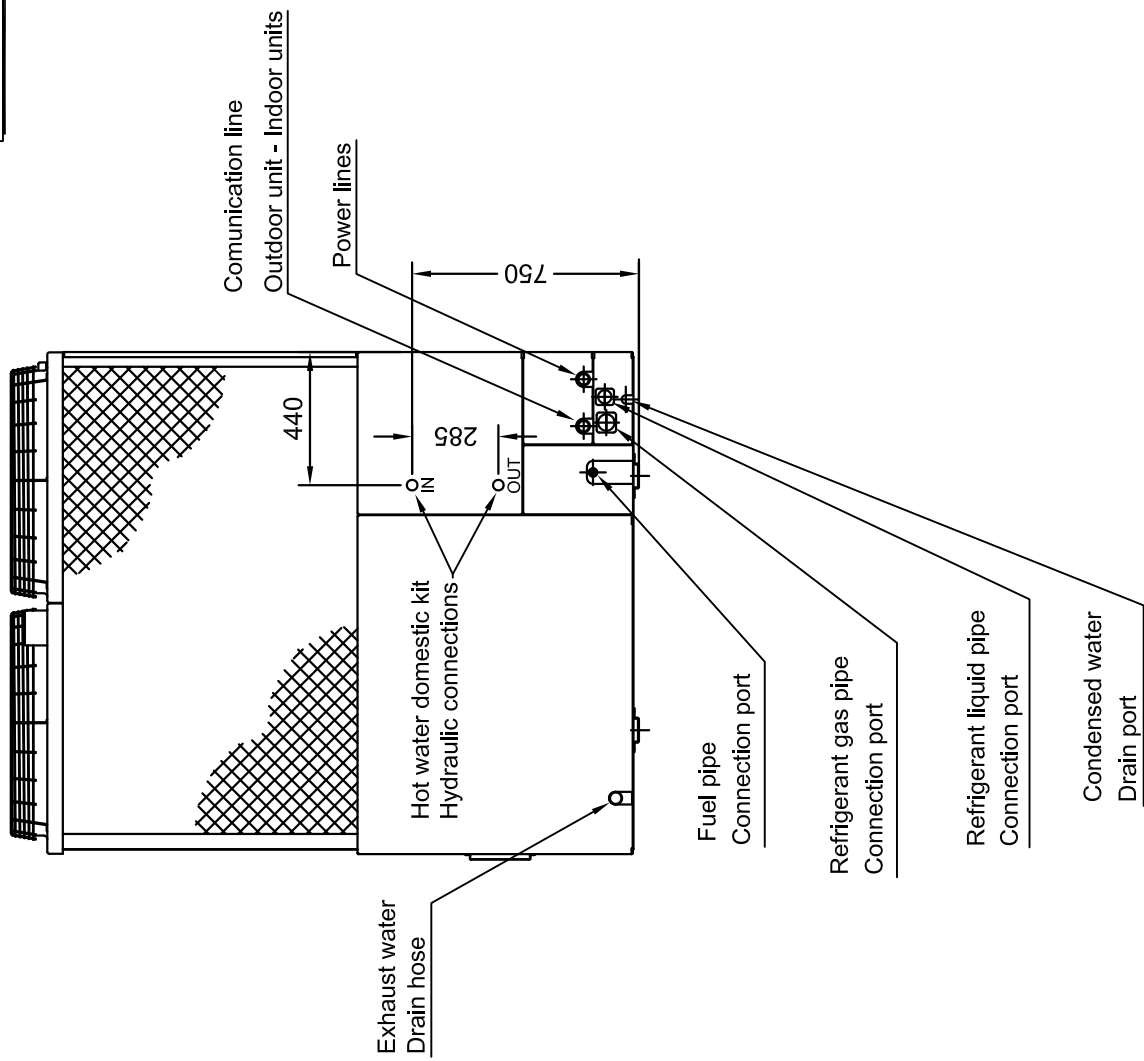 Comunication line
Outdoor unit - Indoor units
Power lines
750
440
285
IN
OUT
Hot water domestic kit
Hydraulic connections
Fuel pipe
Connection port
Refrigerant gas pipe
Connection port
Refrigerant liquid pipe
Connection port
Condensed water
Drain port
Exhaust water
Drain hose